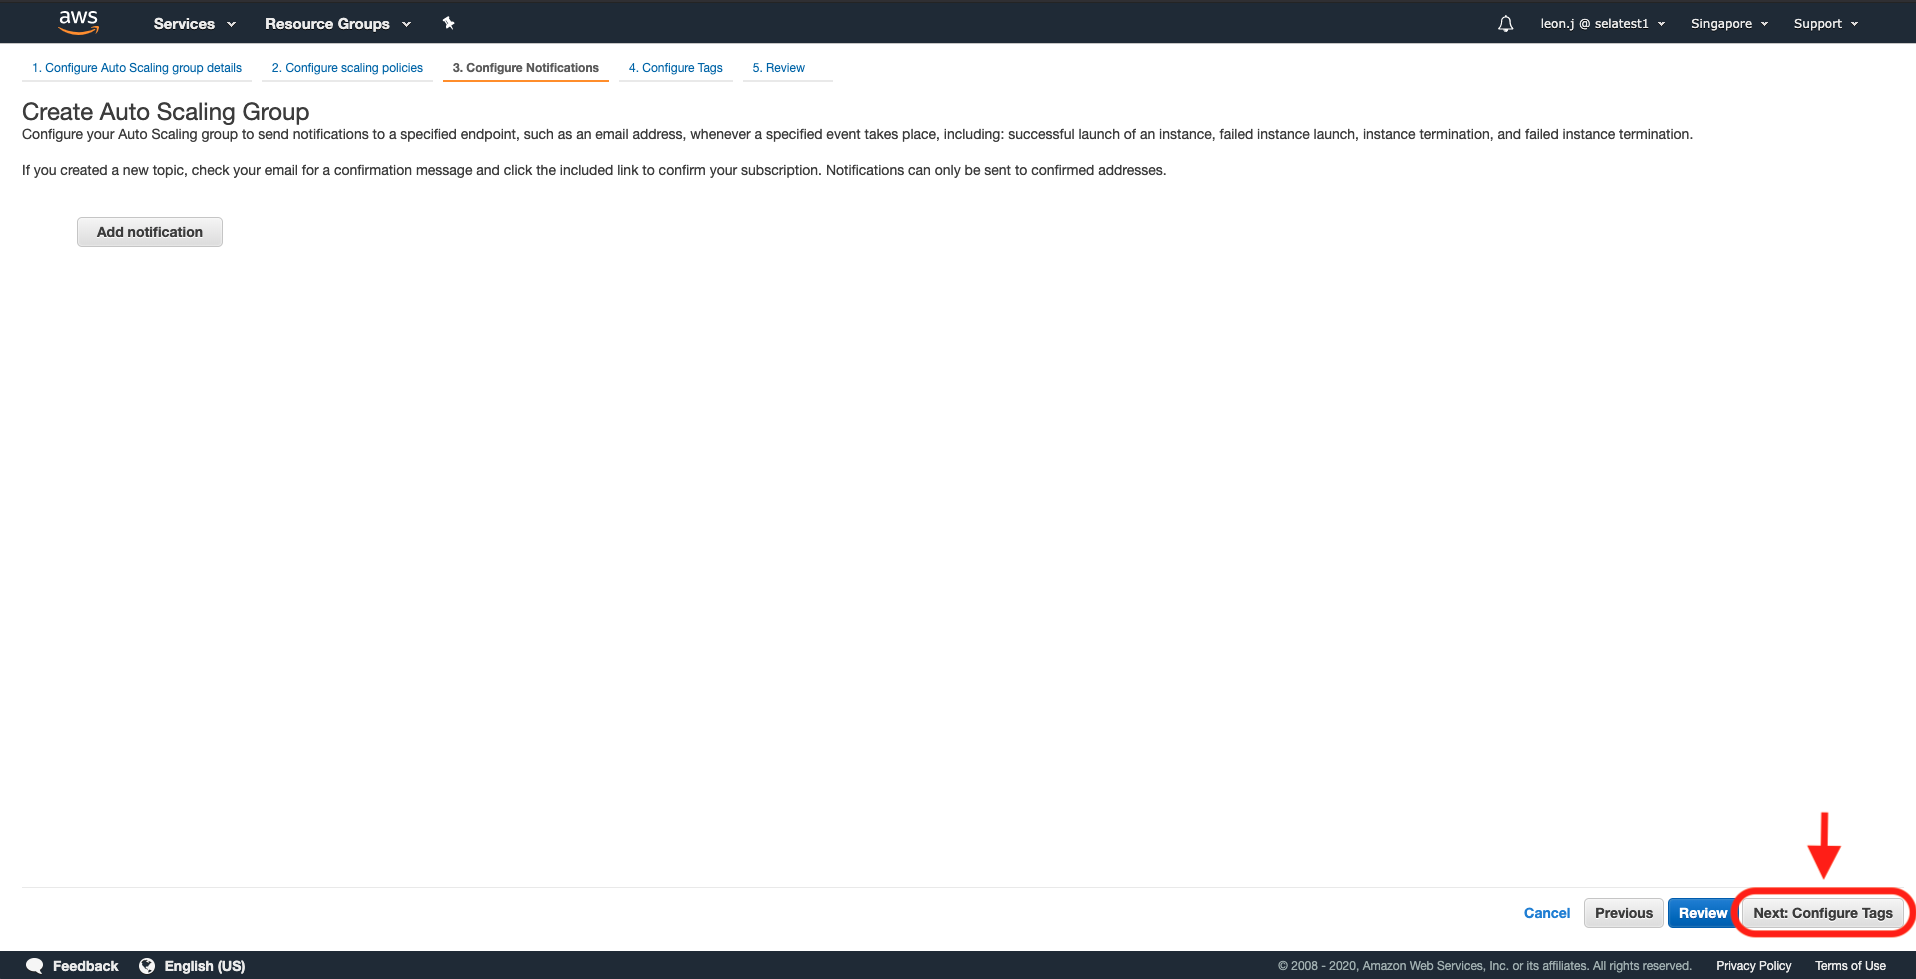 aws Services Resource Groups leon.j @ selatest1 Singapore Support
1. Configure Auto Scaling group details 2. Configure scaling policies 3. Configure Notifications 4. Configure Tags 5. Review
Create Auto Scaling Group
Configure your Auto Scaling group to send notifications to a specified endpoint, such as an email address, whenever a specified event takes place, including: successful launch of an instance, failed instance launch, instance termination, and failed instance termination.
If you created a new topic, check your email for a confirmation message and click the included link to confirm your subscription. Notifications can only be sent to confirmed addresses.
Add notification
Cancel Previous Review Next: Configure Tags
Feedback English (US) © 2008 - 2020, Amazon Web Services, Inc. or its affiliates. All rights reserved. Privacy Policy Terms of Use